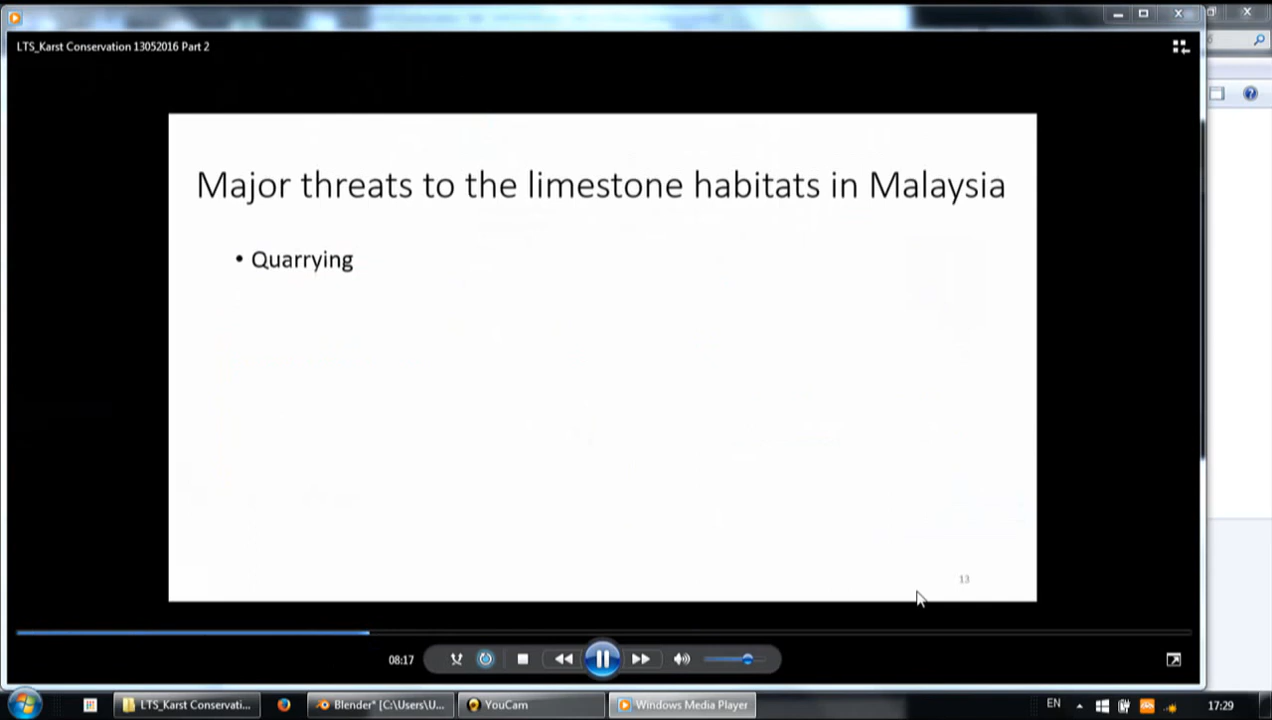 LTS_Karst Conservation 13052016 Part 2
Major threats to the limestone habitats in Malaysia
• Quarrying
13
08:17
LTS_Karst Conservati...
Blender* [C:\Users\U...
YouCam
Windows Media Player
EN
17:29